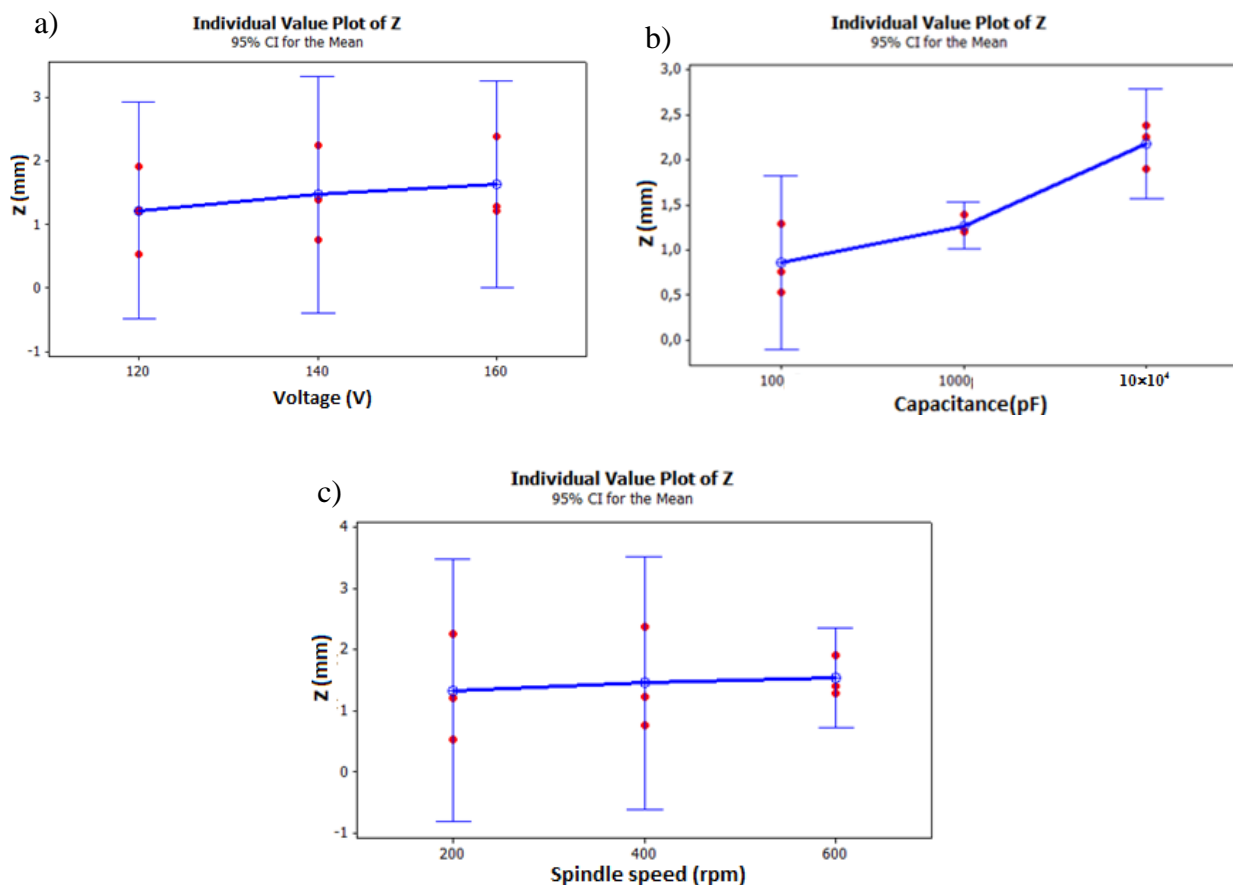 a)
Individual Value Plot of Z
95% CI for the Mean
3
2
1
0
-1
Z (mm)
120
140
160
Voltage (V)
b)
Individual Value Plot of Z
95% CI for the Mean
3,0
2,5
2,0
1,5
1,0
0,5
0,0
Z (mm)
100
1000
10×10⁴
Capacitance(pF)
c)
Individual Value Plot of Z
95% CI for the Mean
4
3
2
1
0
-1
Z (mm)
200
400
600
Spindle speed (rpm)